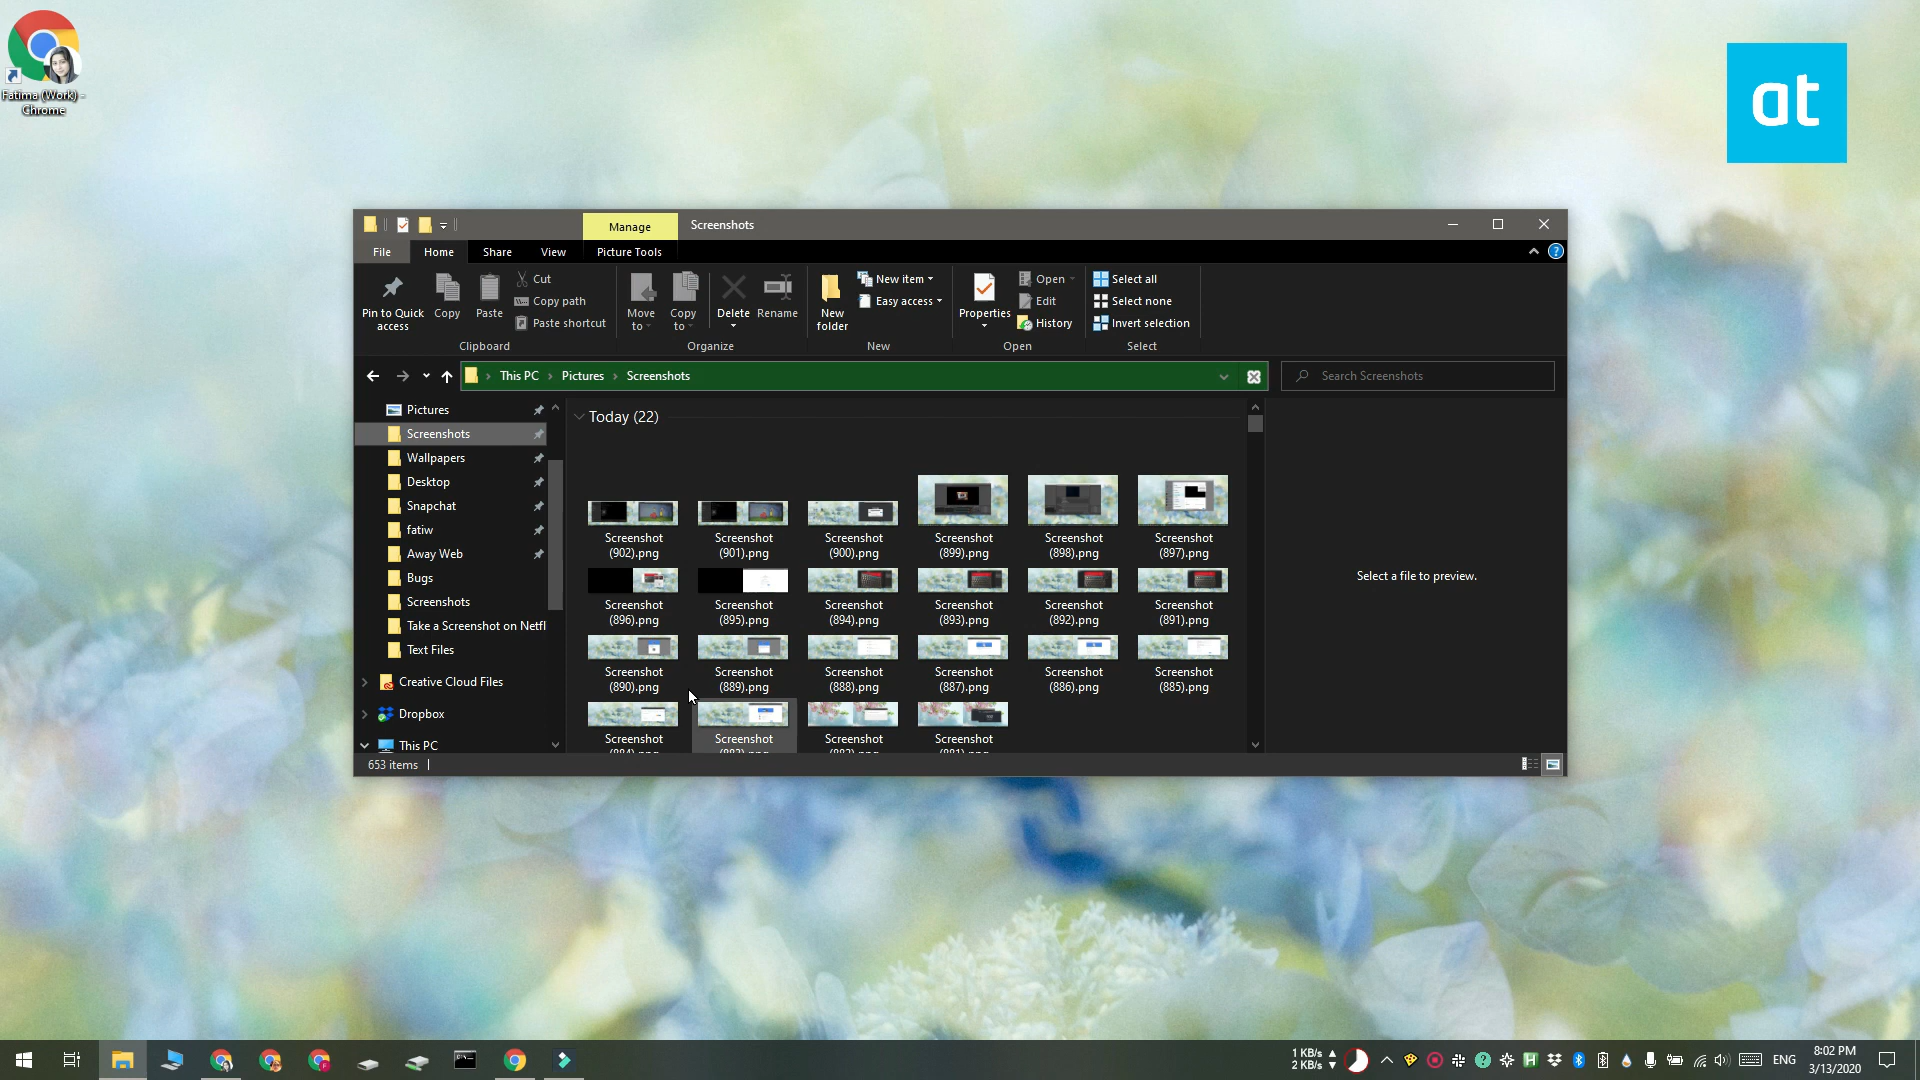 Fatima (Work) -
Chrome
at
Manage
Screenshots
File
Home
Share
View
Picture Tools
Pin to Quick
access
Copy
Paste
Cut
Copy path
Paste shortcut
Clipboard
Move
to
Copy
to
Delete
Rename
Organize
New
folder
New item
Easy access
New
Properties
Open
Edit
History
Open
Select all
Select none
Invert selection
Select
This PC
Pictures
Screenshots
Search Screenshots
Pictures
Screenshots
Wallpapers
Desktop
Snapchat
fatiw
Away Web
Bugs
Screenshots
Take a Screenshot on Netfl
Text Files
Creative Cloud Files
Dropbox
This PC
Today (22)
Screenshot
(902).png
Screenshot
(901).png
Screenshot
(900).png
Screenshot
(899).png
Screenshot
(898).png
Screenshot
(897).png
Screenshot
(896).png
Screenshot
(895).png
Screenshot
(894).png
Screenshot
(893).png
Screenshot
(892).png
Screenshot
(891).png
Screenshot
(890).png
Screenshot
(889).png
Screenshot
(888).png
Screenshot
(887).png
Screenshot
(886).png
Screenshot
(885).png
Screenshot
(884).png
Screenshot
(883).png
Screenshot
(882).png
Screenshot
(881).png
Select a file to preview.
653 items
1 KB/s
2 KB/s
ENG
8:02 PM
3/13/2020